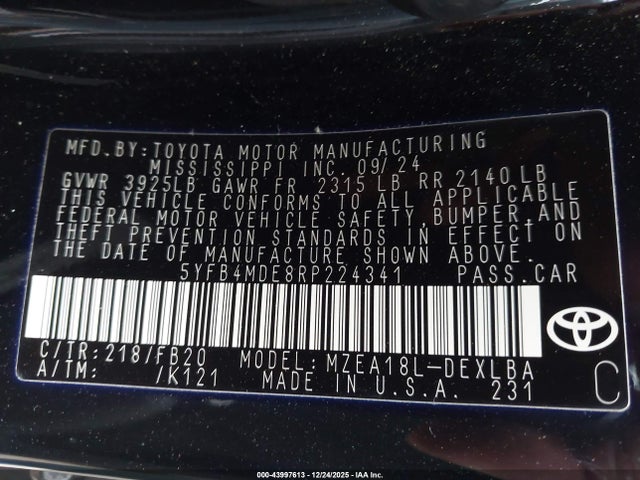 MFD.BY:TOYOTA MOTOR MANUFACTURING
MISSISSIPPI INC. 09/24
GVWR 3925LB GAWR FR 2315 LB RR 2140LB
THIS VEHICLE CONFORMS TO ALL APPLICABLE
FEDERAL MOTOR VEHICLE SAFETY, BUMPER,AND
THEFT PREVENTION STANDARDS IN EFFECT ON
THE DATE OF MANUFACTURE SHOWN ABOVE.
5YFB4MDE8RP224341 PASS.CAR
C/TR:218/FB20 MODEL:MZEA18L-DEXLBA
A/TM: /K121 MADE IN U.S.A. 231
C
000-43997613 - 12/24/2025 - IAA Inc.